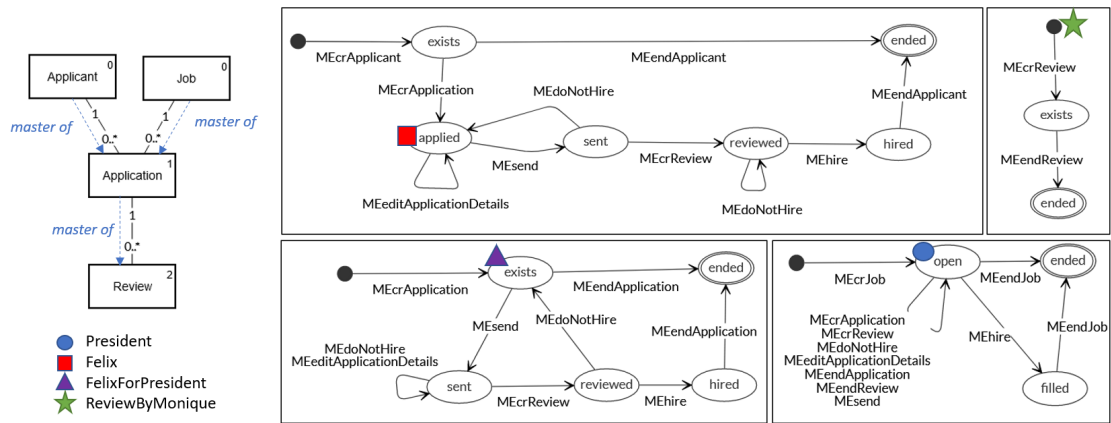 Applicant
0
Job
0
1
1
master of
master of
0..*
0..*
Application
1
1
master of
0..*
Review
2
President
Felix
FelixForPresident
ReviewByMonique
exists
ended
MEcrApplicant
MEendApplicant
MEcrApplication
MEdoNotHire
MEendApplicant
applied
sent
reviewed
hired
MEsend
MEcrReview
MEhire
MEeditApplicationDetails
MEdoNotHire
MEcrReview
exists
MEendReview
ended
exists
ended
MEcrApplication
MEendApplication
MEsend
MEdoNotHire
MEendApplication
MEdoNotHire
MEeditApplicationDetails
sent
reviewed
hired
MEcrReview
MEhire
open
ended
MEcrJob
MEendJob
MEcrApplication
MEcrReview
MEdoNotHire
MEeditApplicationDetails
MEendApplication
MEendReview
MEsend
MEhire
MEendJob
filled